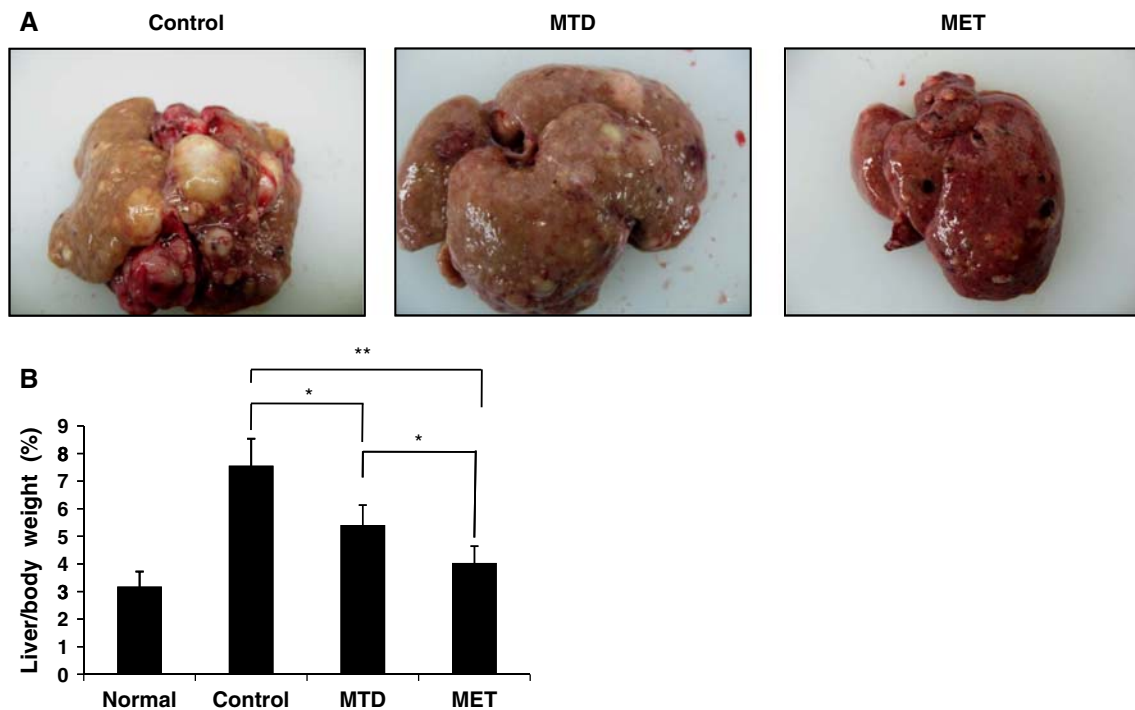 A
Control MTD MET
B
**
*
*
Liver/body weight (%)
9
8
7
6
5
4
3
2
1
0
Normal Control MTD MET